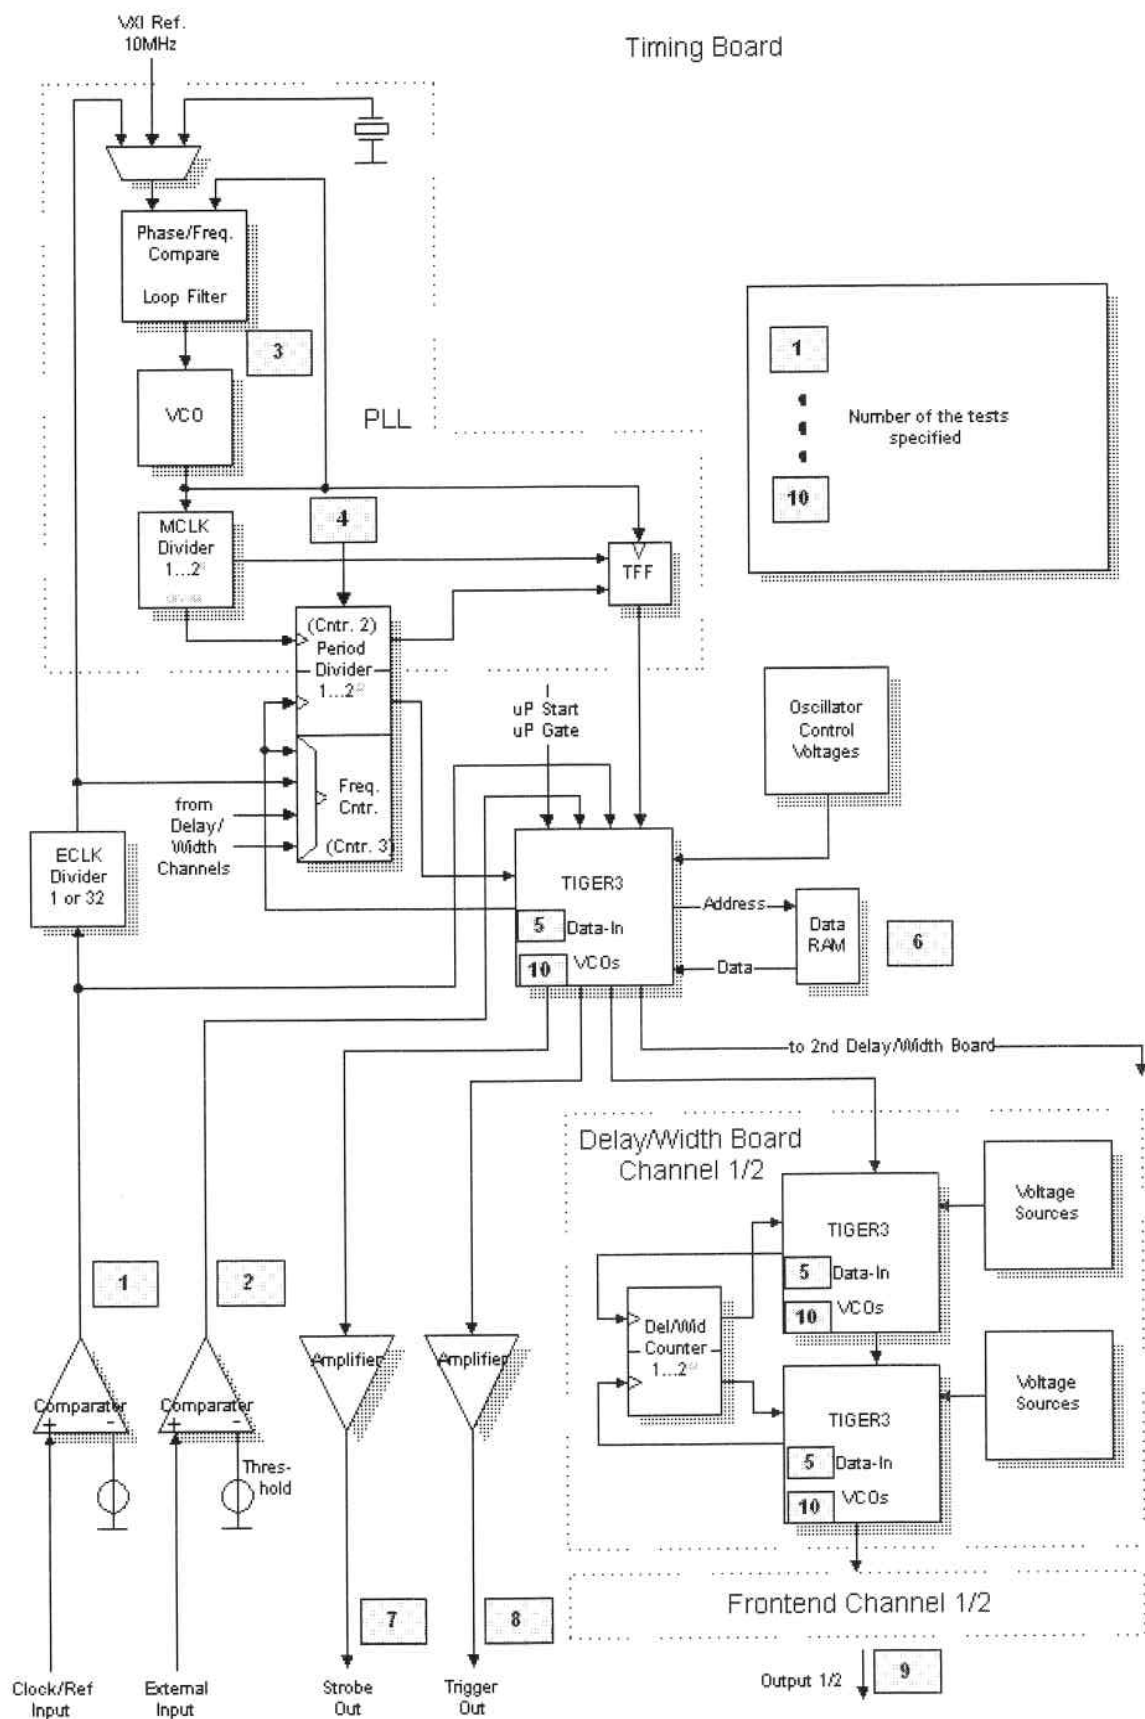 VXI Ref.
10MHz
Timing Board
Phase/Freq.
Compare
Loop Filter
3
1
VCO
PLL
Number of the tests
specified
10
4
MCLK
Divider
1...2
TFF
(Cntr. 2)
Period
Divider
1...2
uP Start
uP Gate
Oscillator
Control
Voltages
Freq.
Cntr.
(Cntr. 3)
from
Delay/
Width
Channels
ECLK
Divider
1 or 32
TIGER3
5 Data-In
10 VCOs
Address
Data
Data
RAM
6
to 2nd Delay/Width Board
Delay/Width Board
Channel 1/2
Voltage
Sources
TIGER3
5 Data-In
10 VCOs
1
2
Del/Wid
Counter
1...2
Amplifier
Amplifier
Comparator
+ -
Comparator
+ -
Thres-
hold
Voltage
Sources
TIGER3
5 Data-In
10 VCOs
7
8
Frontend Channel 1/2
Output 1/2
9
Clock/Ref
Input
External
Input
Strobe
Out
Trigger
Out